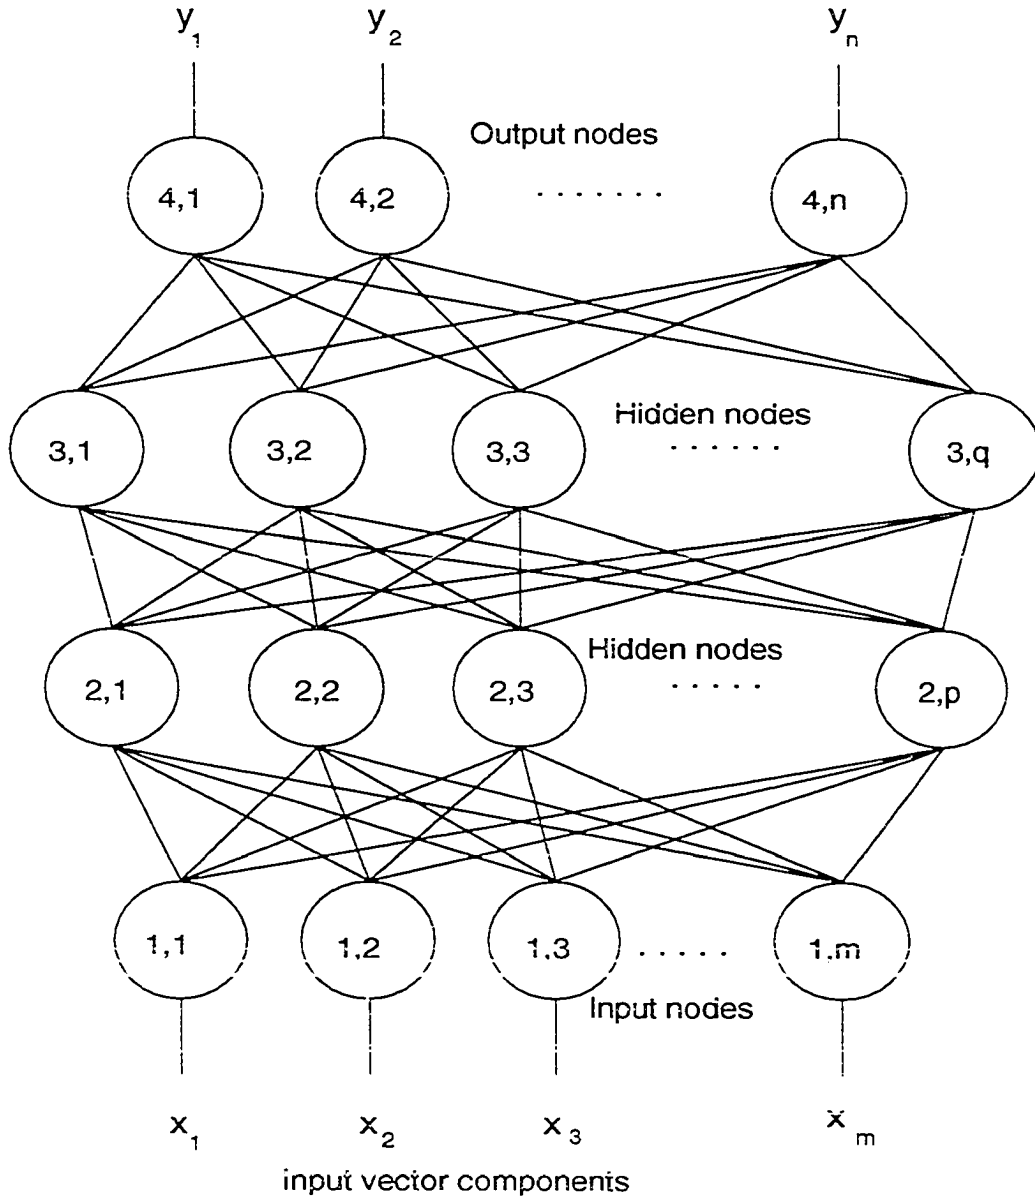 y1 y2 yn
Output nodes
4,1 4,2 . . . . . . . 4,n
Hidden nodes
3,1 3,2 3,3 . . . . . . 3,q
Hidden nodes
2,1 2,2 2,3 . . . . . 2,p
1,1 1,2 1,3 . . . . . 1,m
Input nodes
x1 x2 x3 xm
input vector components